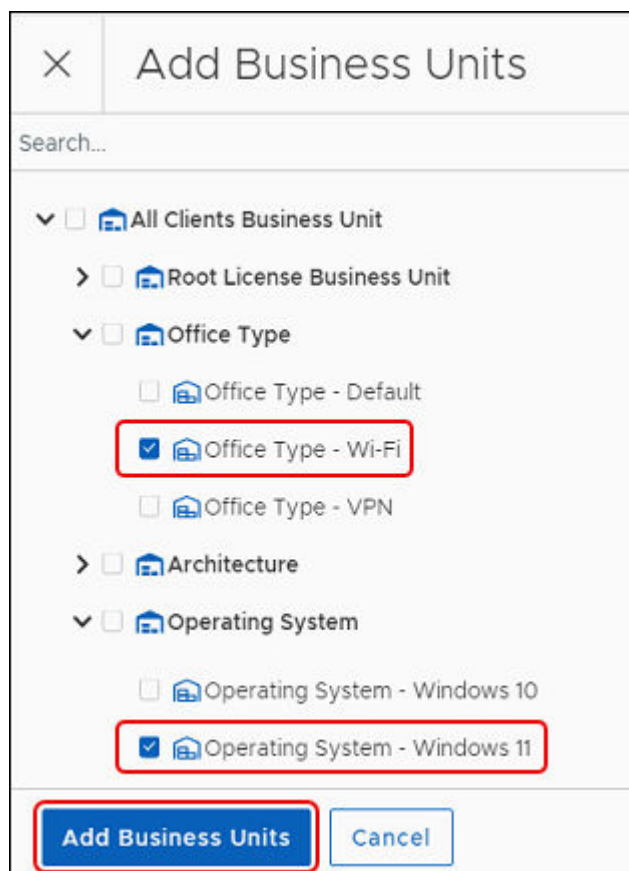 Add Business Units
Search...
All Clients Business Unit
Root License Business Unit
Office Type
Office Type - Default
Office Type - Wi-Fi
Office Type - VPN
Architecture
Operating System
Operating System - Windows 10
Operating System - Windows 11
Add Business Units Cancel